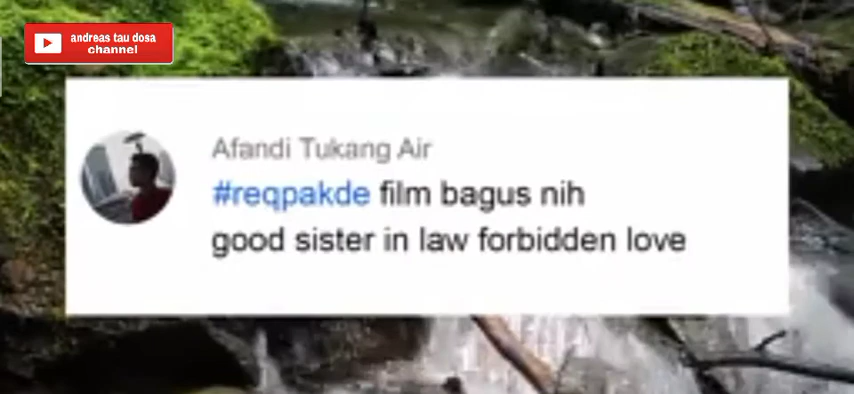 andreas tau dosa
channel
Afandi Tukang Air
#reqpakde film bagus nih
good sister in law forbidden love